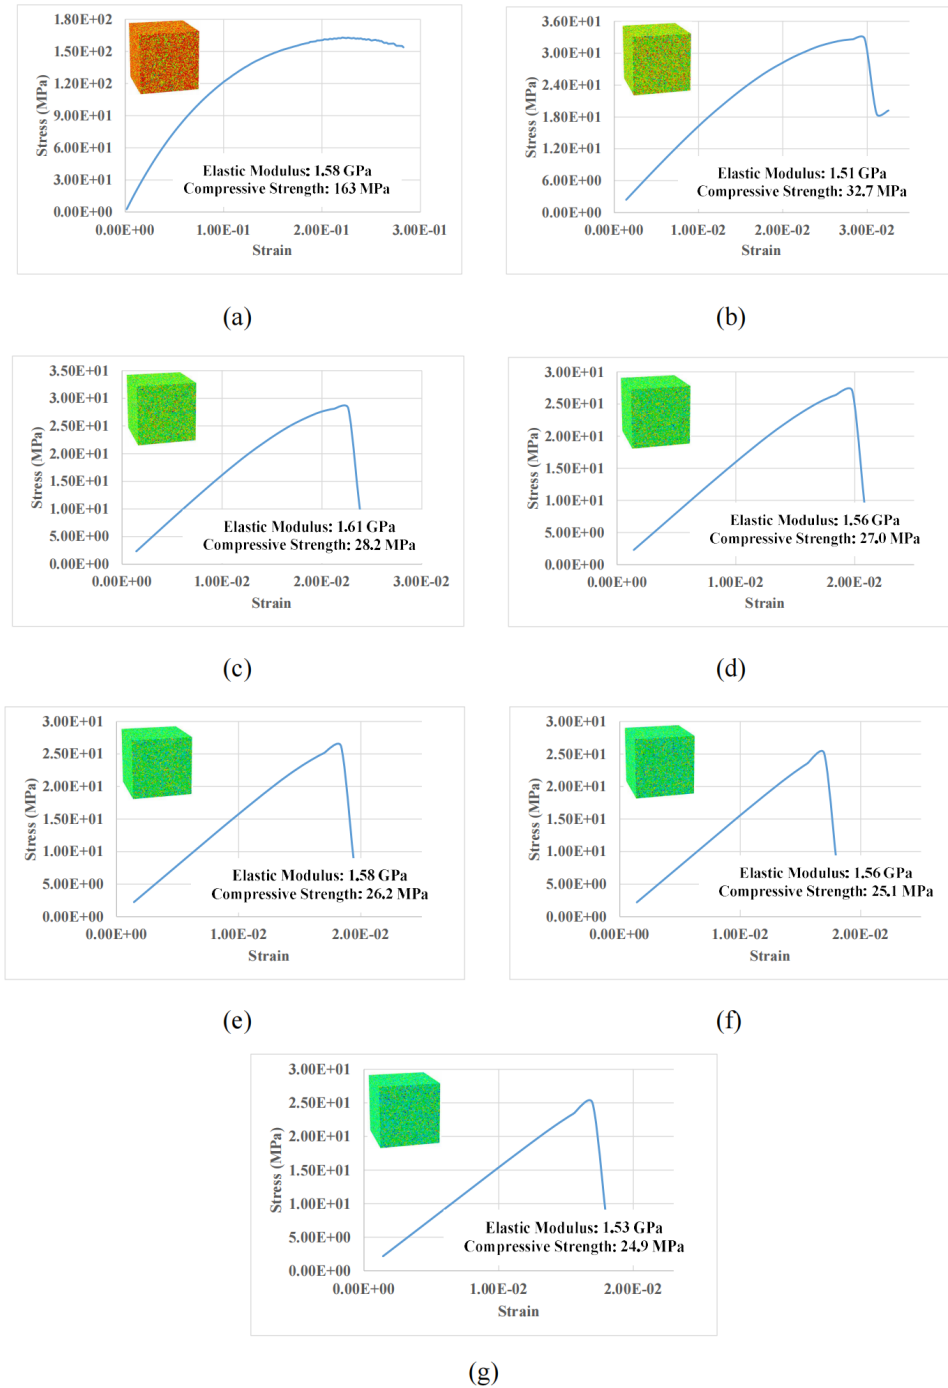 1.80E+02
1.50E+02
1.20E+02
9.00E+01
6.00E+01
3.00E+01
0.00E+00
Stress (MPa)
Elastic Modulus: 1.58 GPa
Compressive Strength: 163 MPa
0.00E+00 1.00E-01 2.00E-01 3.00E-01
Strain
(a)
3.60E+01
3.00E+01
2.40E+01
1.80E+01
1.20E+01
6.00E+00
0.00E+00
Stress (MPa)
Elastic Modulus: 1.51 GPa
Compressive Strength: 32.7 MPa
0.00E+00 1.00E-02 2.00E-02 3.00E-02
Strain
(b)
3.50E+01
3.00E+01
2.50E+01
2.00E+01
1.50E+01
1.00E+01
5.00E+00
0.00E+00
Stress (MPa)
Elastic Modulus: 1.61 GPa
Compressive Strength: 28.2 MPa
0.00E+00 1.00E-02 2.00E-02 3.00E-02
Strain
(c)
3.00E+01
2.50E+01
2.00E+01
1.50E+01
1.00E+01
5.00E+00
0.00E+00
Stress (MPa)
Elastic Modulus: 1.56 GPa
Compressive Strength: 27.0 MPa
0.00E+00 1.00E-02 2.00E-02
Strain
(d)
3.00E+01
2.50E+01
2.00E+01
1.50E+01
1.00E+01
5.00E+00
0.00E+00
Stress (MPa)
Elastic Modulus: 1.58 GPa
Compressive Strength: 26.2 MPa
0.00E+00 1.00E-02 2.00E-02
Strain
(e)
3.00E+01
2.50E+01
2.00E+01
1.50E+01
1.00E+01
5.00E+00
0.00E+00
Stress (MPa)
Elastic Modulus: 1.56 GPa
Compressive Strength: 25.1 MPa
0.00E+00 1.00E-02 2.00E-02
Strain
(f)
3.00E+01
2.50E+01
2.00E+01
1.50E+01
1.00E+01
5.00E+00
0.00E+00
Stress (MPa)
Elastic Modulus: 1.53 GPa
Compressive Strength: 24.9 MPa
0.00E+00 1.00E-02 2.00E-02
Strain
(g)